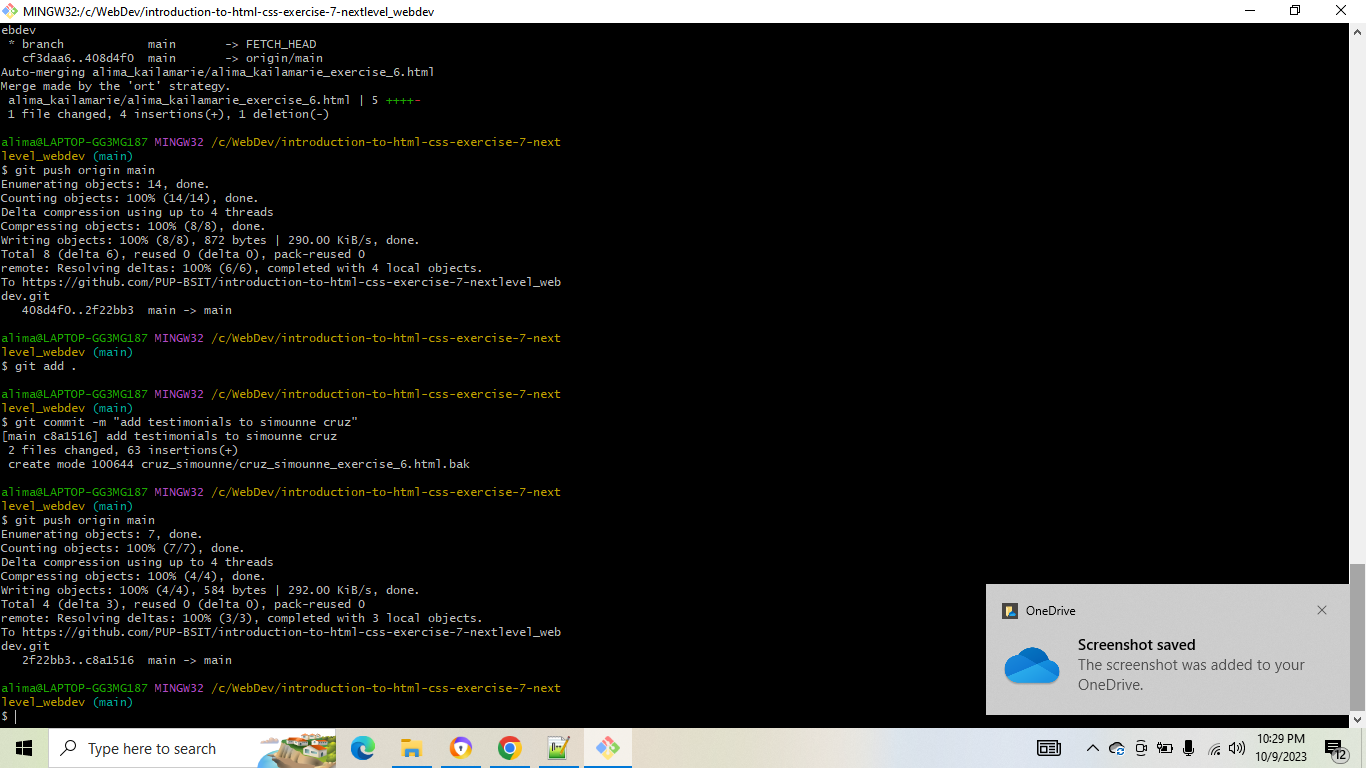 MINGW32:/c/WebDev/introduction-to-html-css-exercise-7-nextlevel_webdev
ebdev
 * branch            main       -> FETCH_HEAD
   cf3daa6..408d4f0  main       -> origin/main
Auto-merging alima_kailamarie/alima_kailamarie_exercise_6.html
Merge made by the 'ort' strategy.
 alima_kailamarie/alima_kailamarie_exercise_6.html | 5 ++++-
 1 file changed, 4 insertions(+), 1 deletion(-)
alima@LAPTOP-GG3MG187 MINGW32 /c/WebDev/introduction-to-html-css-exercise-7-next
level_webdev (main)
$ git push origin main
Enumerating objects: 14, done.
Counting objects: 100% (14/14), done.
Delta compression using up to 4 threads
Compressing objects: 100% (8/8), done.
Writing objects: 100% (8/8), 872 bytes | 290.00 KiB/s, done.
Total 8 (delta 6), reused 0 (delta 0), pack-reused 0
remote: Resolving deltas: 100% (6/6), completed with 4 local objects.
To https://github.com/PUP-BSIT/introduction-to-html-css-exercise-7-nextlevel_web
dev.git
   408d4f0..2f22bb3  main -> main
alima@LAPTOP-GG3MG187 MINGW32 /c/WebDev/introduction-to-html-css-exercise-7-next
level_webdev (main)
$ git add .
alima@LAPTOP-GG3MG187 MINGW32 /c/WebDev/introduction-to-html-css-exercise-7-next
level_webdev (main)
$ git commit -m "add testimonials to simounne cruz"
[main c8a1516] add testimonials to simounne cruz
 2 files changed, 63 insertions(+)
 create mode 100644 cruz_simounne/cruz_simounne_exercise_6.html.bak
alima@LAPTOP-GG3MG187 MINGW32 /c/WebDev/introduction-to-html-css-exercise-7-next
level_webdev (main)
$ git push origin main
Enumerating objects: 7, done.
Counting objects: 100% (7/7), done.
Delta compression using up to 4 threads
Compressing objects: 100% (4/4), done.
Writing objects: 100% (4/4), 584 bytes | 292.00 KiB/s, done.
Total 4 (delta 3), reused 0 (delta 0), pack-reused 0
remote: Resolving deltas: 100% (3/3), completed with 3 local objects.
To https://github.com/PUP-BSIT/introduction-to-html-css-exercise-7-nextlevel_web
dev.git
   2f22bb3..c8a1516  main -> main
alima@LAPTOP-GG3MG187 MINGW32 /c/WebDev/introduction-to-html-css-exercise-7-next
level_webdev (main)
$
OneDrive
Screenshot saved
The screenshot was added to your
OneDrive.
Type here to search
10:29 PM
10/9/2023
12